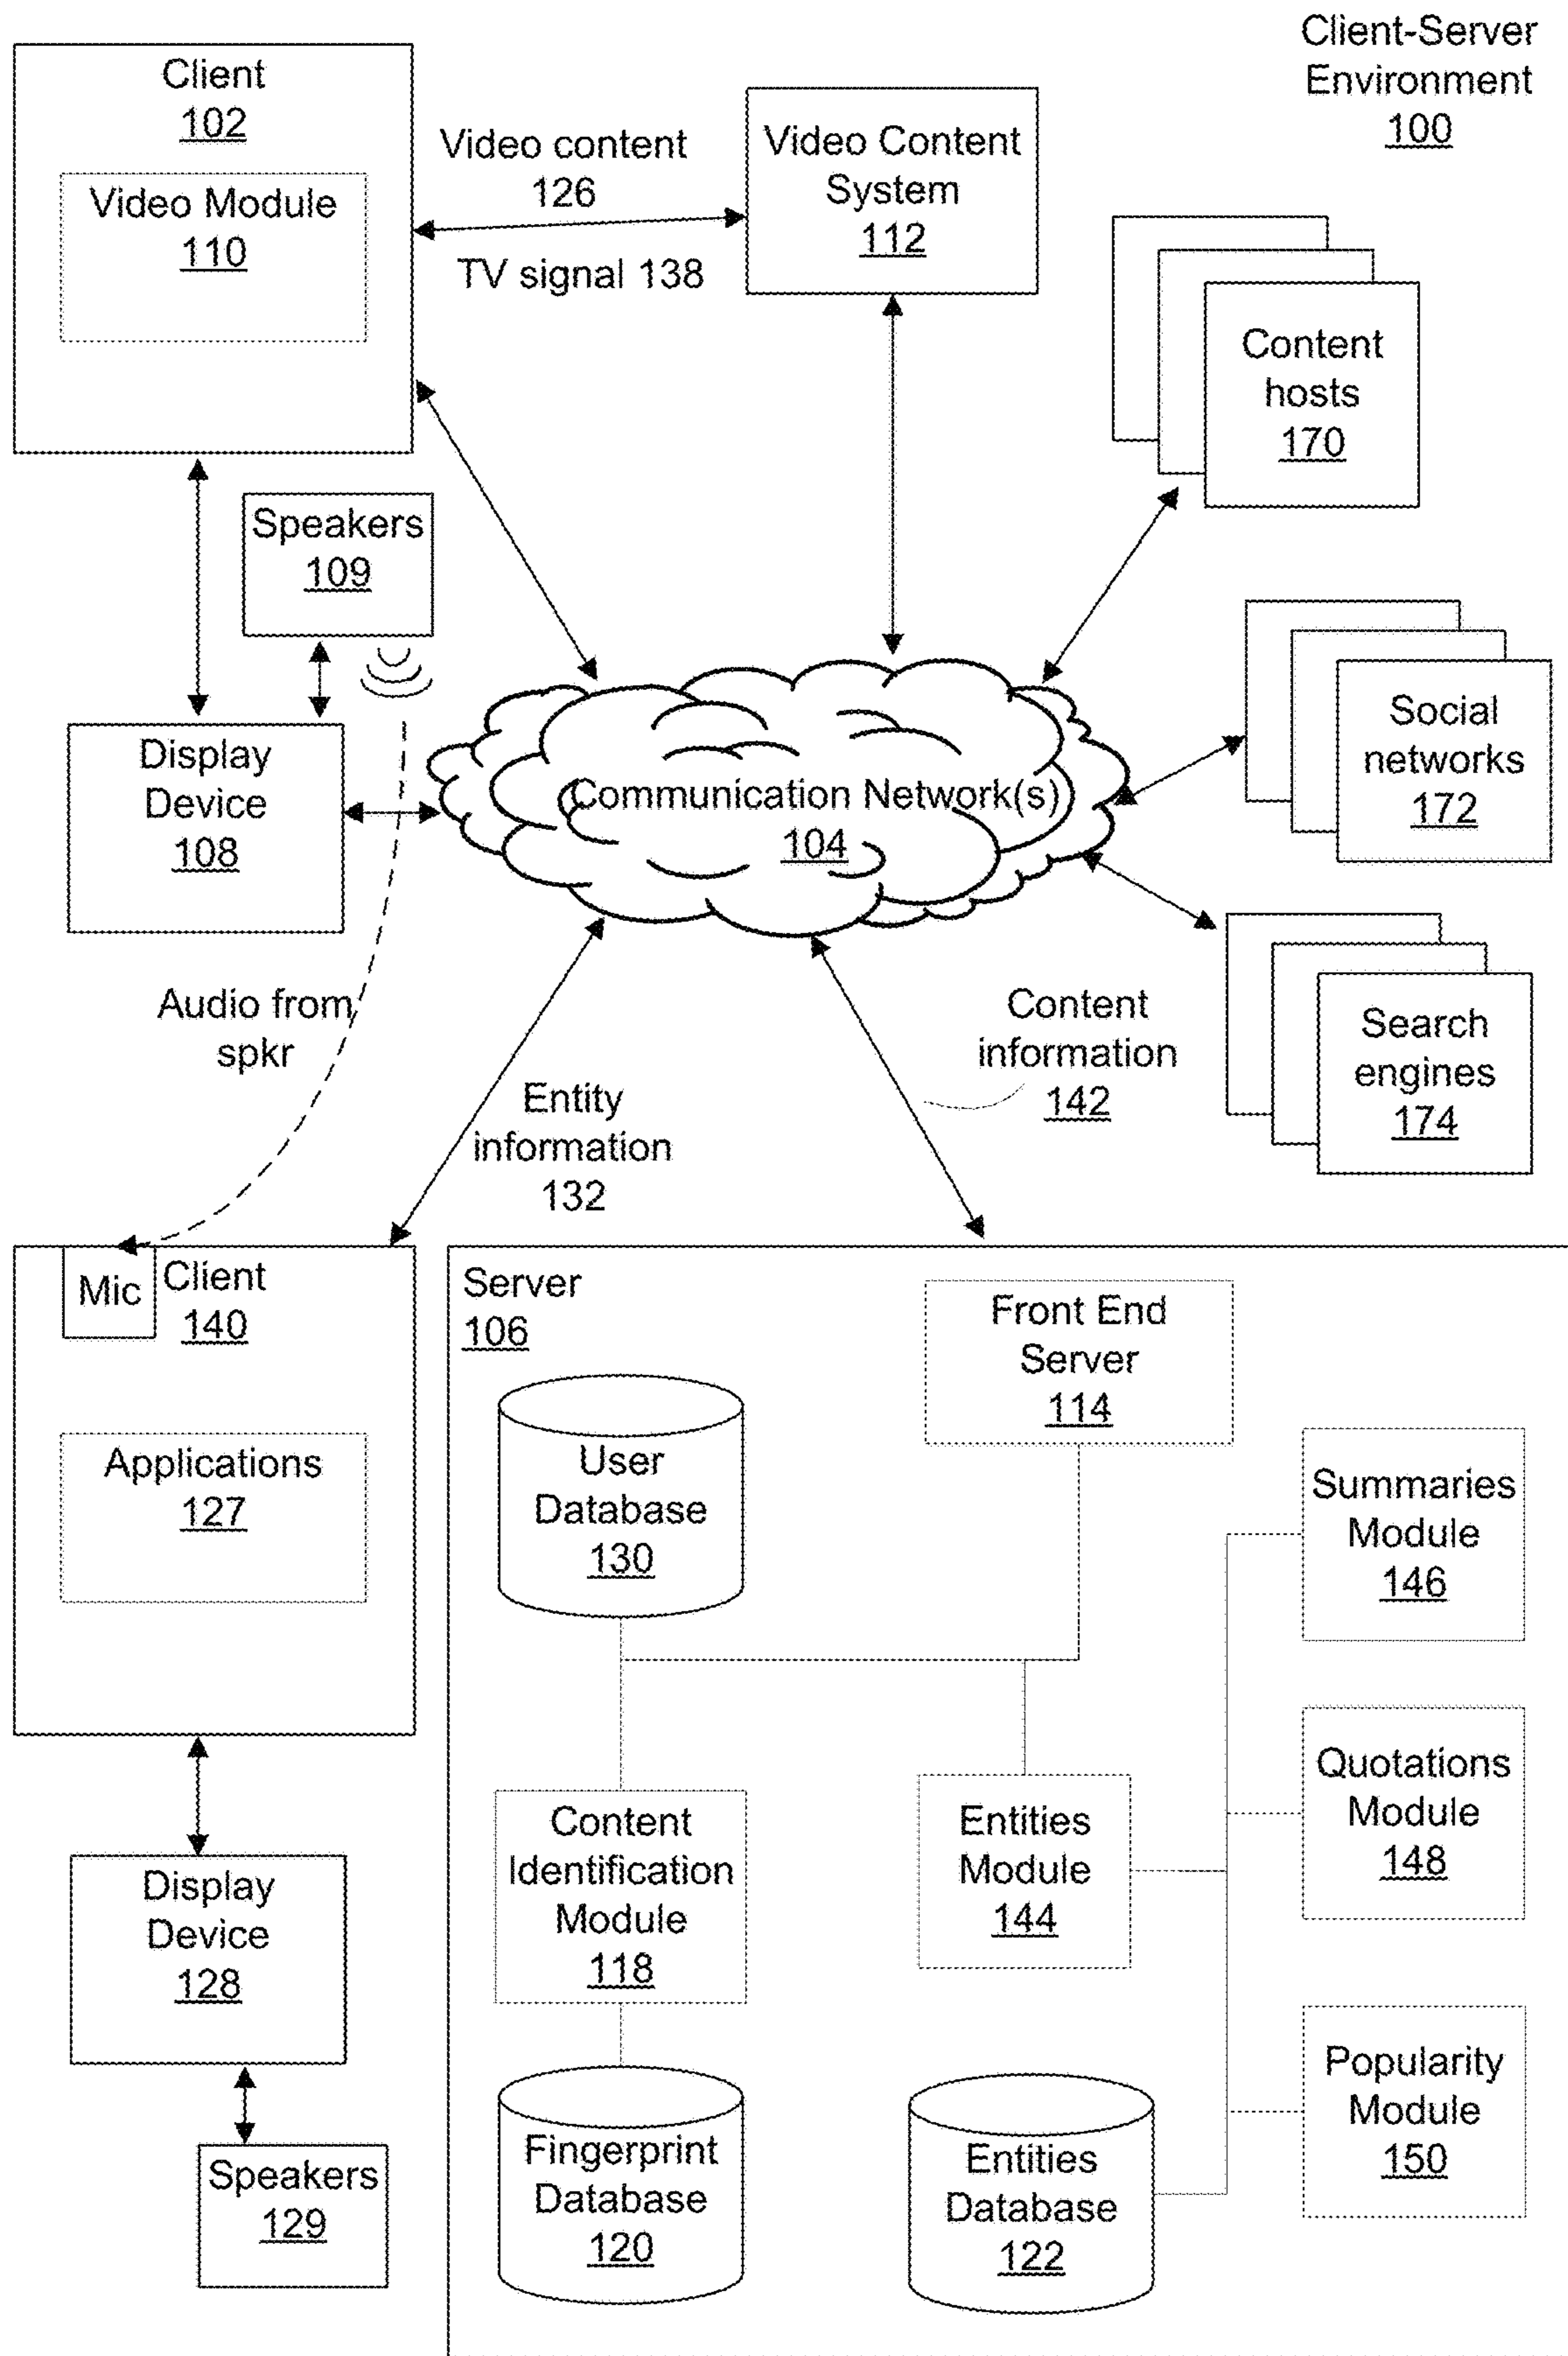 Client-Server
Environment
100
Client
102
Video Module
110
Video content
126
TV signal 138
Video Content
System
112
Content
hosts
170
Speakers
109
Display
Device
108
Communication Network(s)
104
Social
networks
172
Search
engines
174
Audio from
spkr
Entity
information
132
Content
information
142
Mic
Client
140
Applications
127
Display
Device
128
Speakers
129
Server
106
Front End
Server
114
User
Database
130
Summaries
Module
146
Content
Identification
Module
118
Entities
Module
144
Quotations
Module
148
Fingerprint
Database
120
Entities
Database
122
Popularity
Module
150